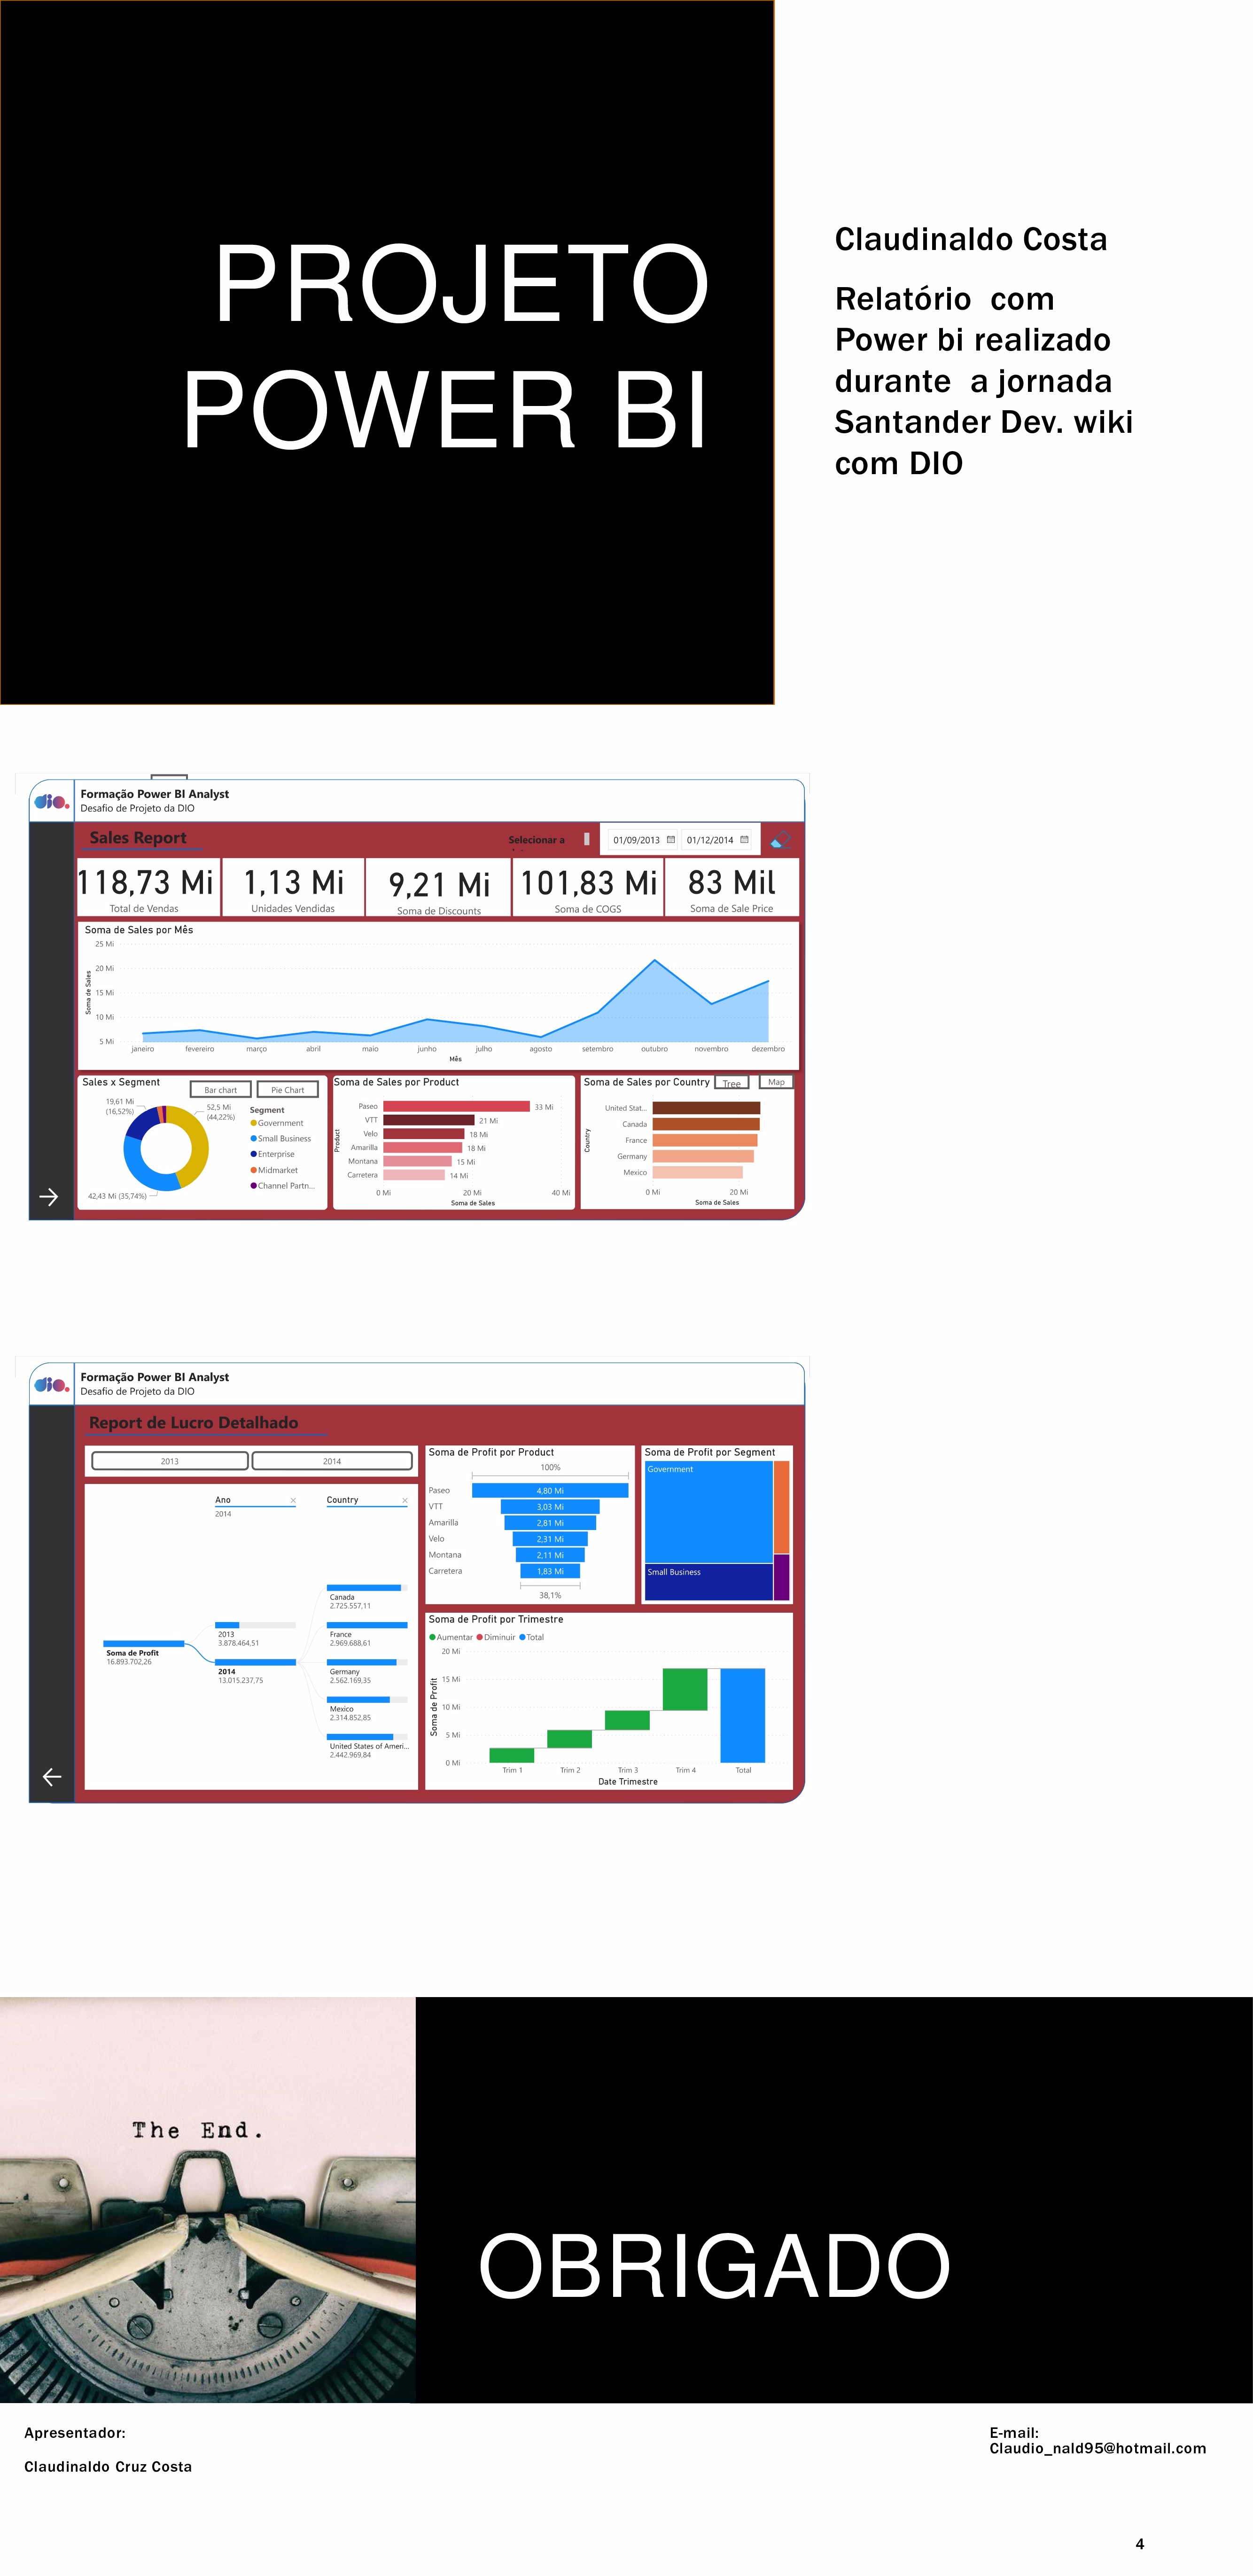 PROJETO
POWER BI
Claudinaldo Costa
Relatório com
Power bi realizado
durante a jornada
Santander Dev. wiki
com DIO
dio.
Formação Power BI Analyst
Desafio de Projeto da DIO
Sales Report
Selecionar a
01/09/2013
01/12/2014
118,73 Mi
Total de Vendas
1,13 Mi
Unidades Vendidas
9,21 Mi
Soma de Discounts
101,83 Mi
Soma de COGS
83 Mil
Soma de Sale Price
Soma de Sales por Mês
Soma de Sales
25 Mi
20 Mi
15 Mi
10 Mi
5 Mi
janeiro
fevereiro
março
abril
maio
junho
julho
agosto
setembro
outubro
novembro
dezembro
Mês
Sales x Segment
Bar chart
Pie Chart
19,61 Mi
(16,52%)
52,5 Mi
(44,22%)
42,43 Mi (35,74%)
Segment
Government
Small Business
Enterprise
Midmarket
Channel Partn...
Soma de Sales por Product
Product
Paseo
33 Mi
VTT
21 Mi
Velo
18 Mi
Amarilla
18 Mi
Montana
15 Mi
Carretera
14 Mi
0 Mi
20 Mi
40 Mi
Soma de Sales
Soma de Sales por Country
Tree
Map
Country
United Stat...
Canada
France
Germany
Mexico
0 Mi
20 Mi
Soma de Sales
dio.
Formação Power BI Analyst
Desafio de Projeto da DIO
Report de Lucro Detalhado
2013
2014
Ano
2014
Country
Soma de Profit
16.893.702,26
2013
3.878.464,51
2014
13.015.237,75
Canada
2.725.557,11
France
2.969.688,61
Germany
2.562.169,35
Mexico
2.314.852,85
United States of Ameri...
2.442.969,84
Soma de Profit por Product
100%
Paseo
4,80 Mi
VTT
3,03 Mi
Amarilla
2,81 Mi
Velo
2,31 Mi
Montana
2,11 Mi
Carretera
1,83 Mi
38,1%
Soma de Profit por Segment
Government
Small Business
Soma de Profit por Trimestre
Aumentar
Diminuir
Total
Soma de Profit
20 Mi
15 Mi
10 Mi
5 Mi
0 Mi
Trim 1
Trim 2
Trim 3
Trim 4
Total
Date Trimestre
The End.
OBRIGADO
Apresentador:
Claudinaldo Cruz Costa
E-mail:
Claudio_nald95@hotmail.com
4